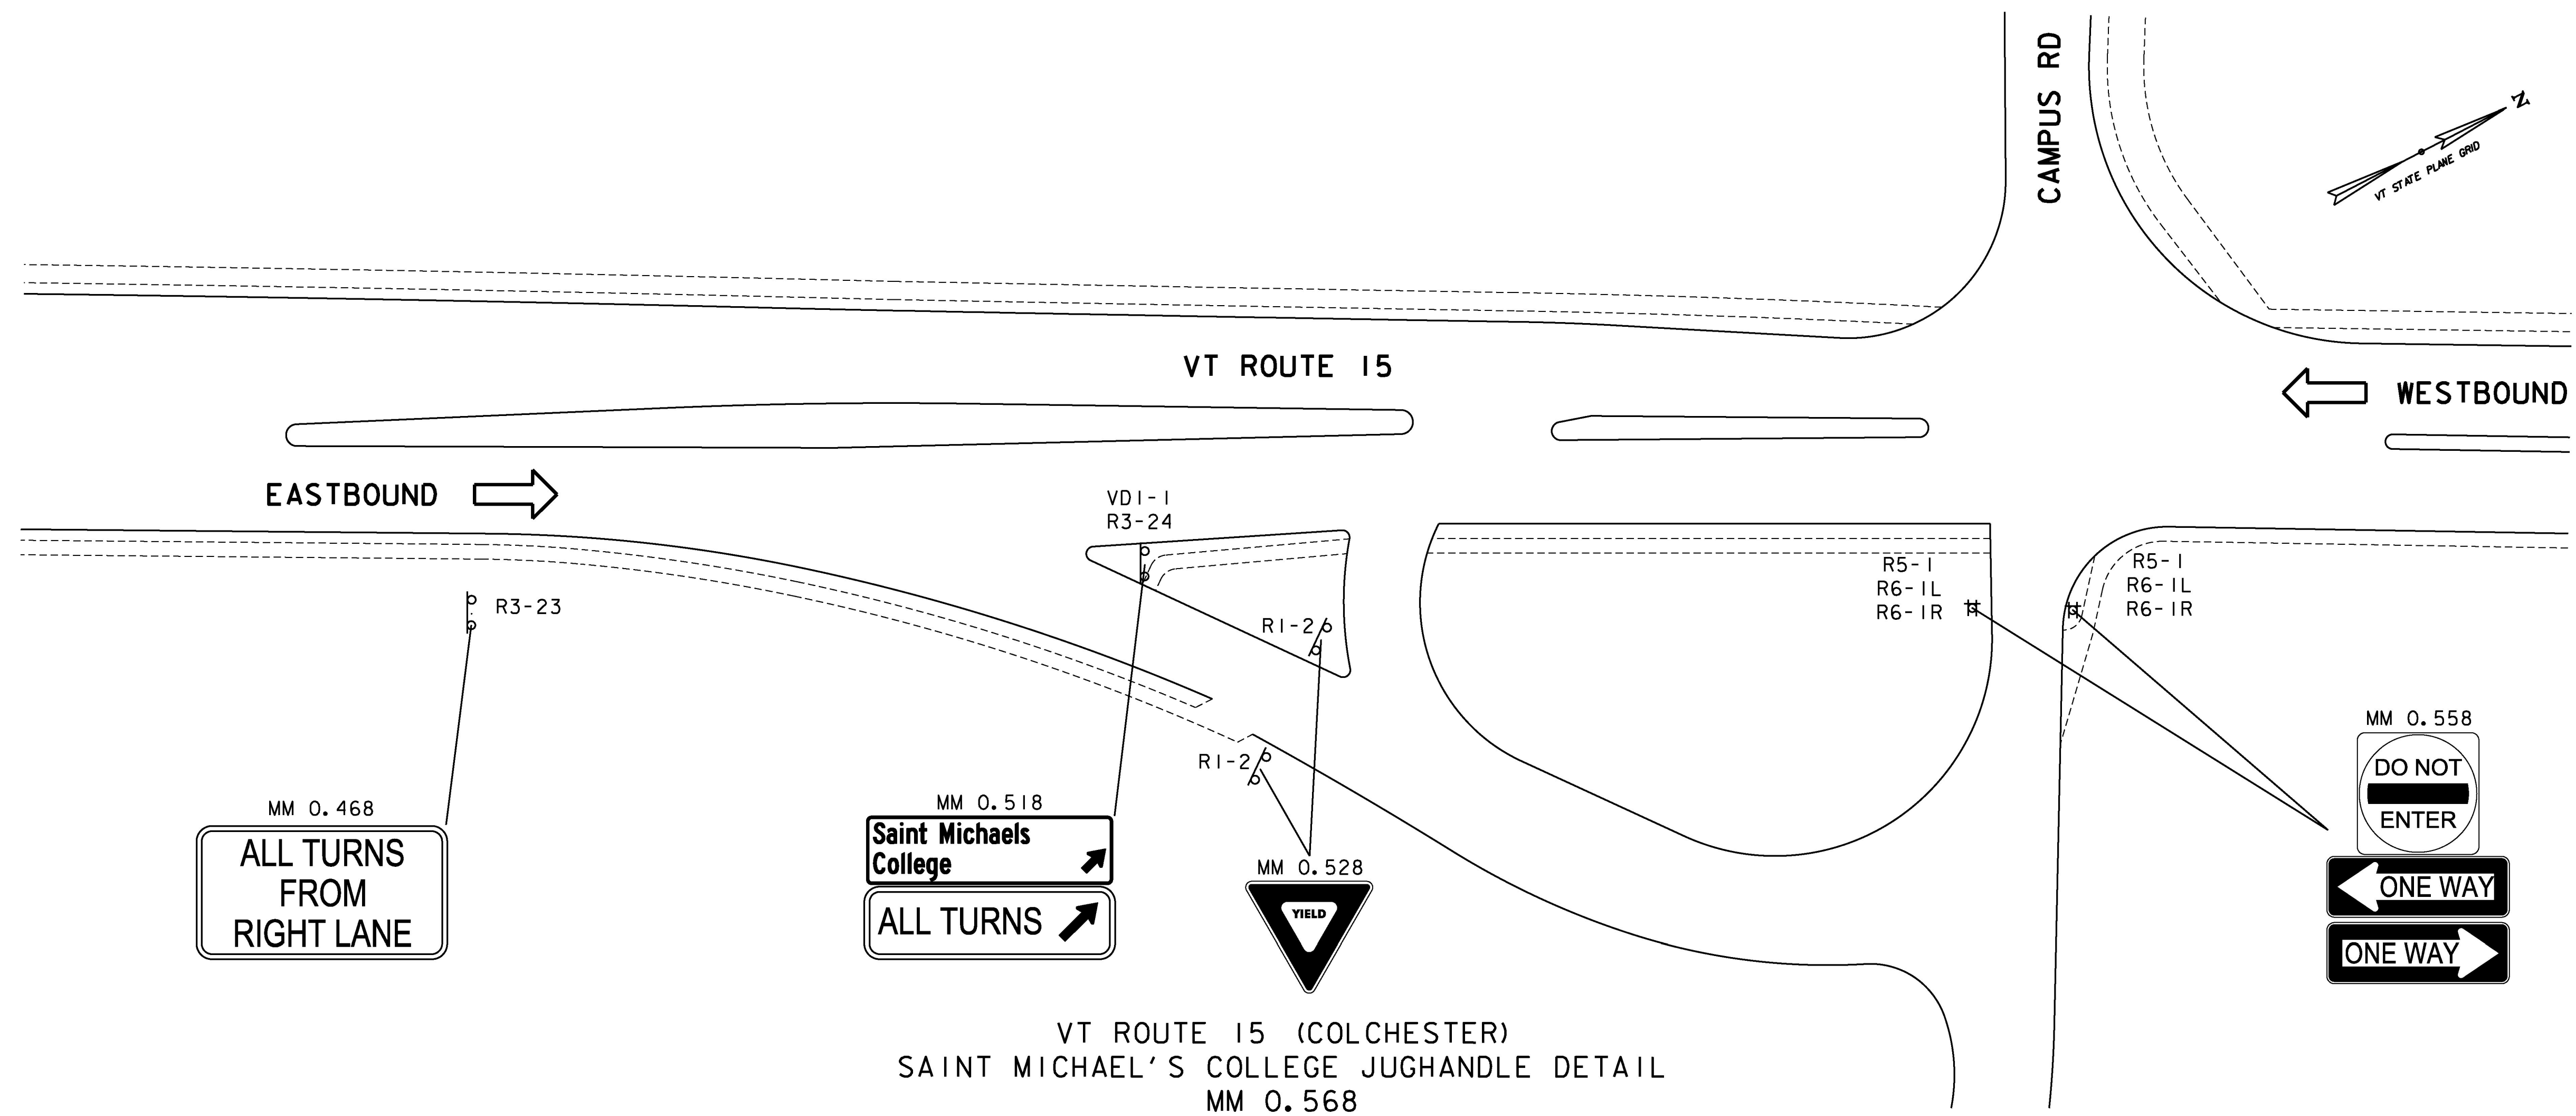 CAMPUS RD
N
VT STATE PLANE GRID
VT ROUTE 15
WESTBOUND
EASTBOUND
VD1-1
R3-24
R3-23
R1-2
R1-2
R5-1
R6-1L
R6-1R
R5-1
R6-1L
R6-1R
MM 0.468
ALL TURNS
FROM
RIGHT LANE
MM 0.518
Saint Michaels
College
ALL TURNS
MM 0.528
YIELD
MM 0.558
DO NOT
ENTER
ONE WAY
ONE WAY
VT ROUTE 15 (COLCHESTER)
SAINT MICHAEL'S COLLEGE JUGHANDLE DETAIL
MM 0.568